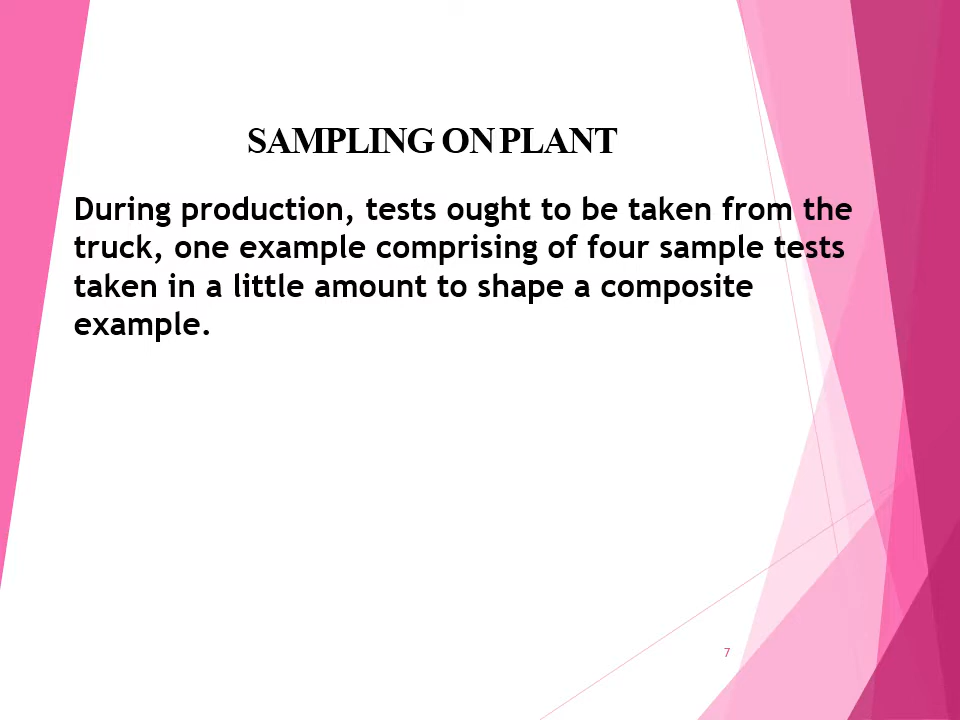 SAMPLING ON PLANT
During production, tests ought to be taken from the
truck, one example comprising of four sample tests
taken in a little amount to shape a composite
example.
7